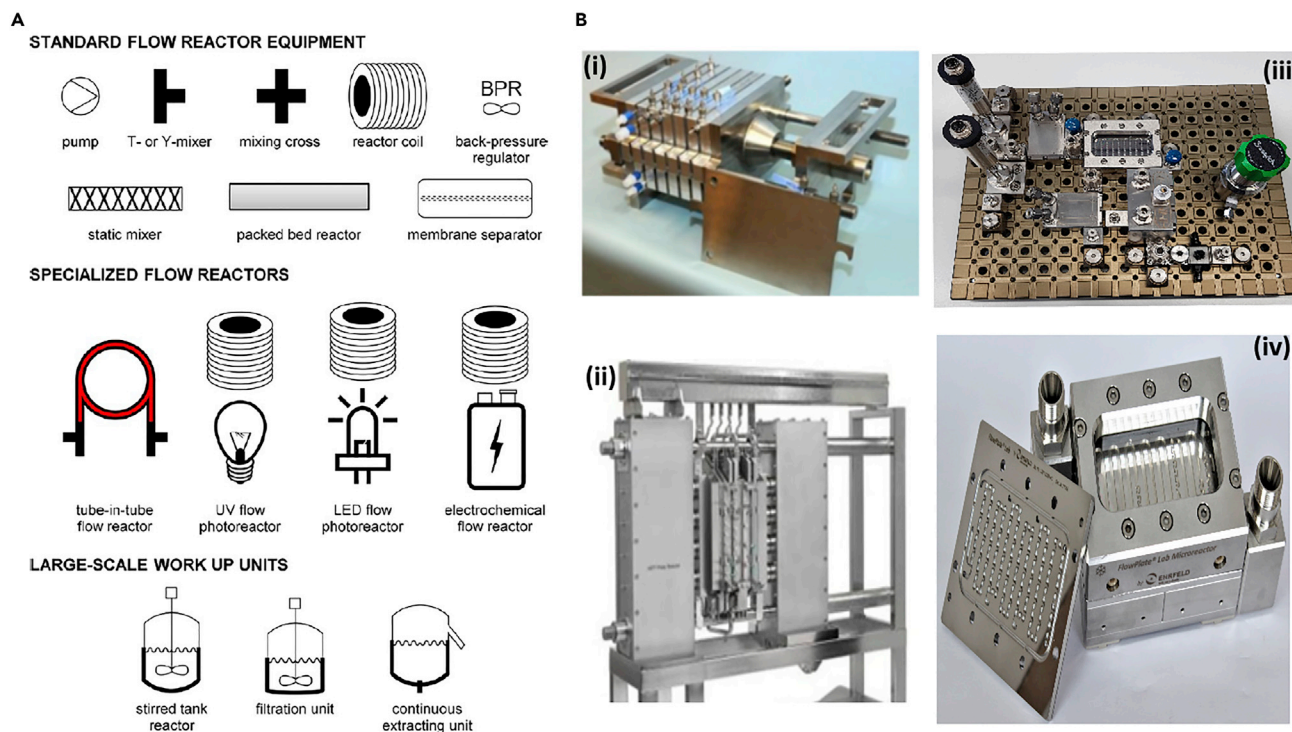 A
STANDARD FLOW REACTOR EQUIPMENT
pump
T- or Y-mixer
mixing cross
reactor coil
BPR
back-pressure-
regulator
static mixer
packed bed reactor
membrane separator
SPECIALIZED FLOW REACTORS
tube-in-tube
flow reactor
UV flow
photoreactor
LED flow
photoreactor
electrochemical
flow reactor
LARGE-SCALE WORK UP UNITS
stirred tank
reactor
filtration unit
continuous
extracting unit
B
(i)
(iii)
(ii)
(iv)
FlowPlate® Lab Microreactor
by EHRFELD